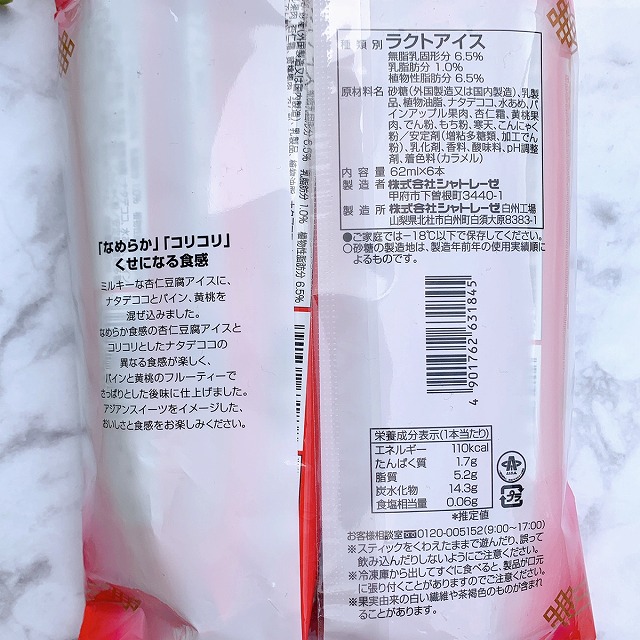 「なめらか」「コリコリ」
くせになる食感
ミルキーな杏仁豆腐アイスに、
ナタデココとパイン、黄桃を
混ぜ込みました。
なめらか食感の杏仁豆腐アイスと
コリコリとしたナタデココの
異なる食感が楽しく、
パインと黄桃のフルーティーで
さっぱりとした後味に仕上げました。
アジアンスイーツをイメージした、
おいしさと食感をお楽しみください。
種類別 ラクトアイス
無脂乳固形分 6.5%
乳脂肪分 1.0%
植物性脂肪分 6.5%
原材料名 砂糖(外国製造又は国内製造)、乳製
品、植物油脂、ナタデココ、水あめ、パ
インアップル果肉、杏仁霜、黄桃果
肉、でん粉、もち粉、寒天、こんにゃく
粉／安定剤(増粘多糖類、加工でん
粉)、乳化剤、香料、酸味料、pH調整
剤、着色料(カラメル)
内容量 62ml×6本
製造者 株式会社シャトレーゼ
甲府市下曽根町3440-1
製造所 株式会社シャトレーゼ 白州工場
山梨県北杜市白州町白須大原8383-1
●ご家庭では−18℃以下で保存してください。
○砂糖の製造地は、製造年前年の使用実績順に
よるものです。
4 901762 631845
栄養成分表示(1本当たり)
エネルギー 110kcal
たんぱく質 1.7g
脂質 5.2g
炭水化物 14.3g
食塩相当量 0.06g
*推定値
プラ
お客様相談室☎0120-005152(9:00〜17:00)
※スティックをくわえたままで遊んだり、誤って
飲み込んだりしないようにご注意ください。
※冷凍庫から出してすぐに食べると、製品が口元
に張り付くことがありますのでご注意ください。
※果実由来の白い繊維や茶褐色のものが含まれ
ることがあります。